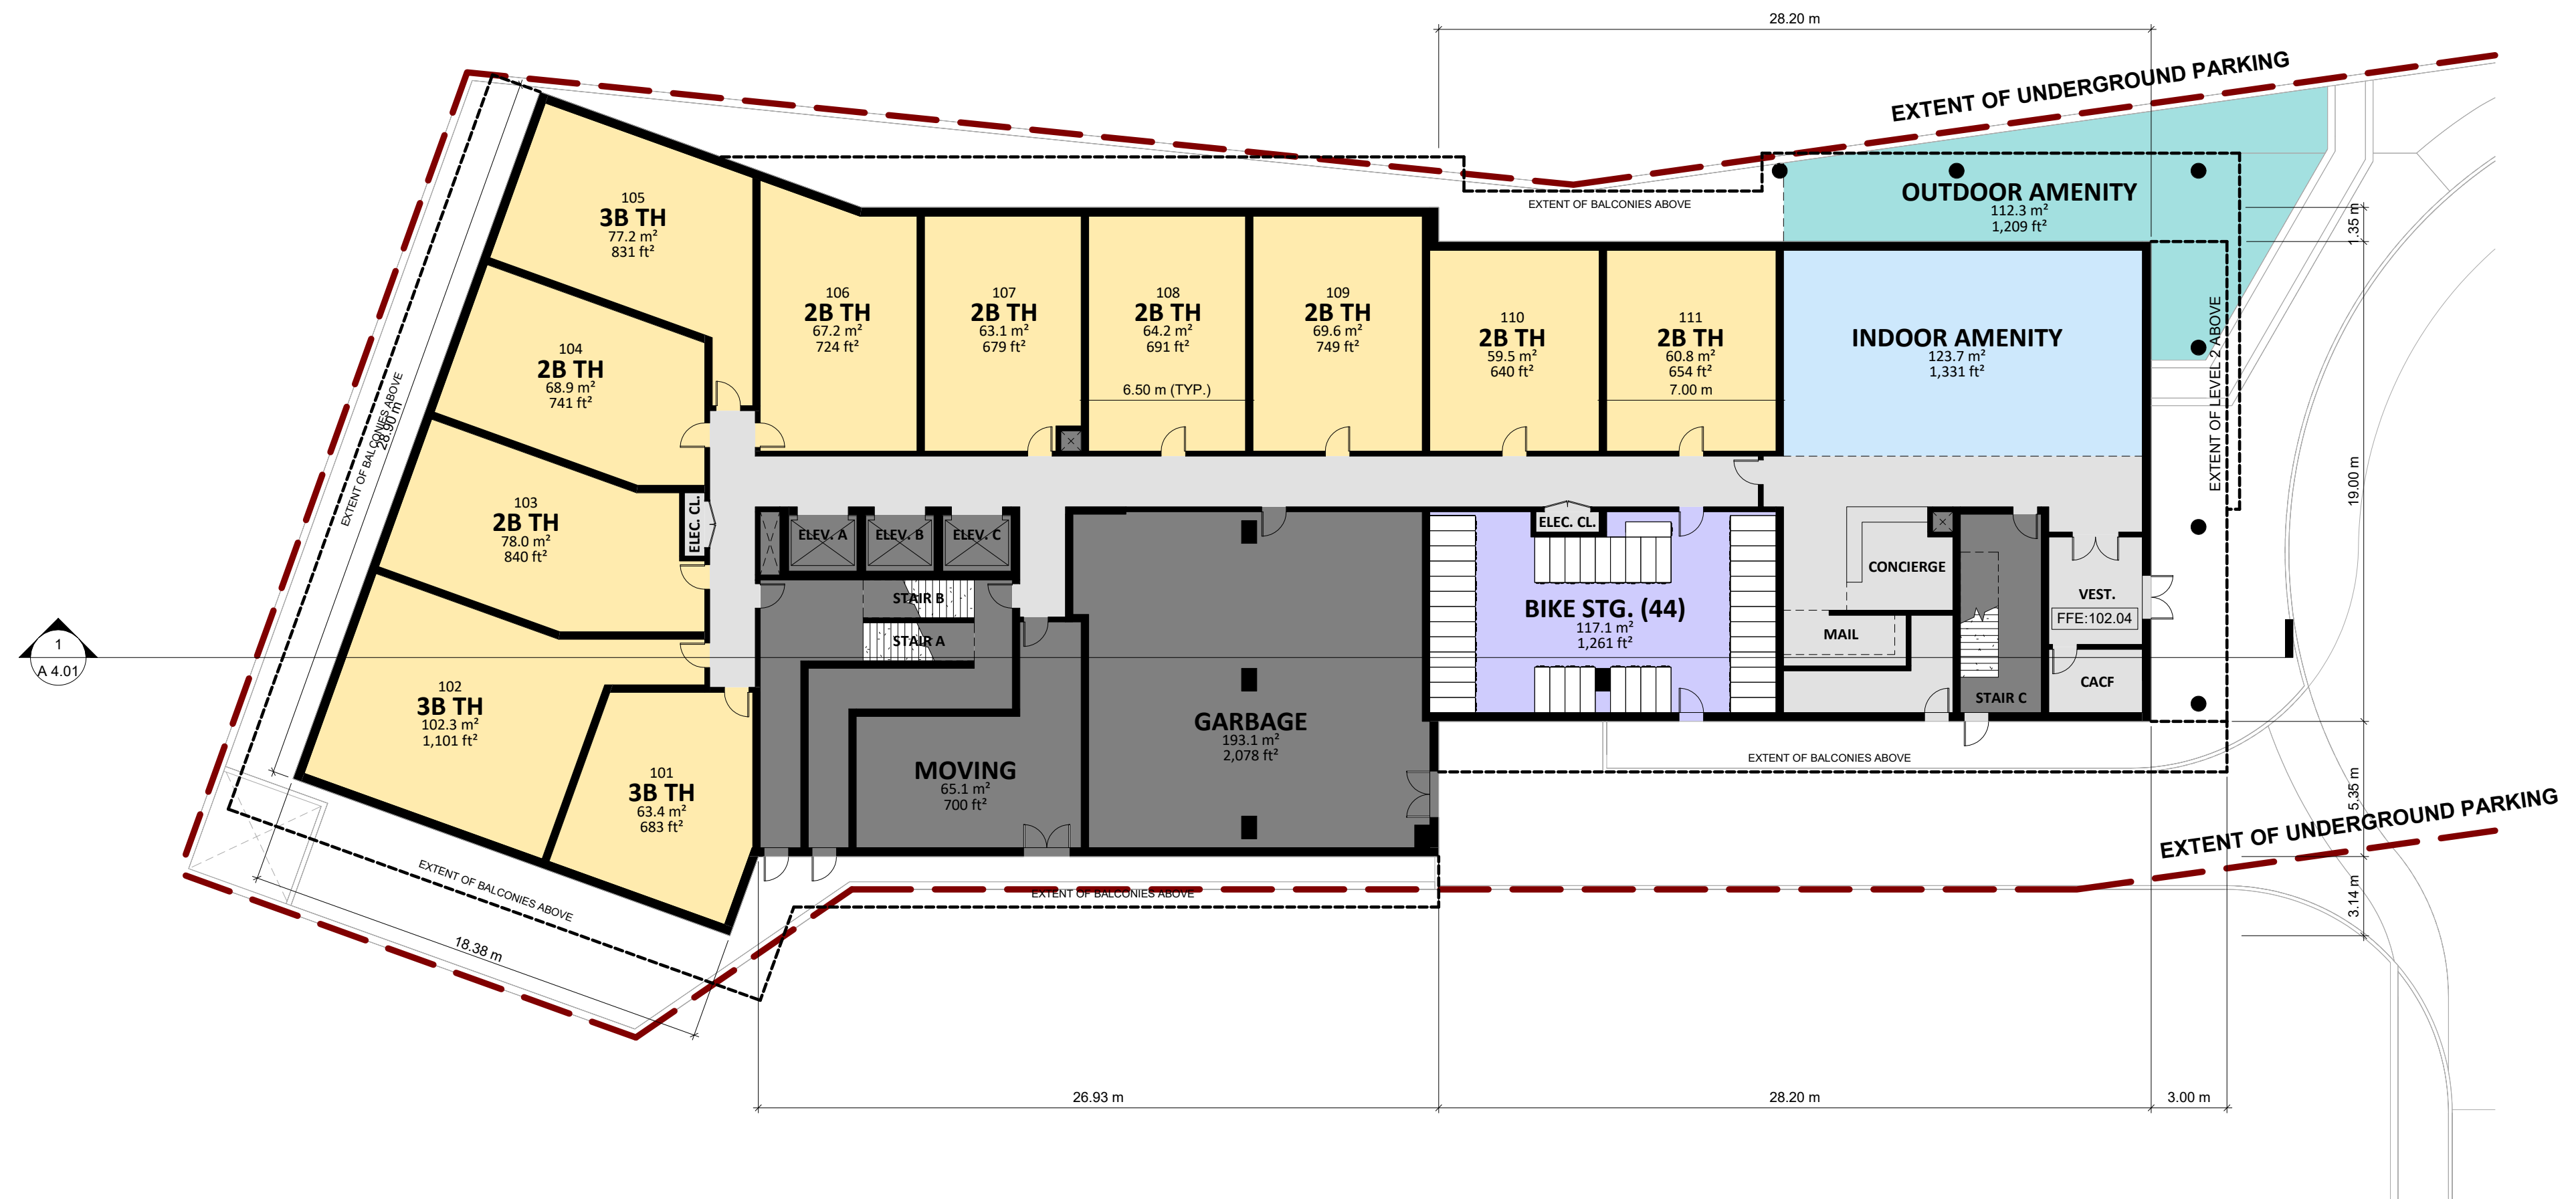 28.20 m
EXTENT OF UNDERGROUND PARKING
EXTENT OF BALCONIES ABOVE
OUTDOOR AMENITY
112.3 m²
1,209 ft²
1.35 m
105
3B TH
77.2 m²
831 ft²
104
2B TH
68.9 m²
741 ft²
103
2B TH
78.0 m²
840 ft²
102
3B TH
102.3 m²
1,101 ft²
101
3B TH
63.4 m²
683 ft²
106
2B TH
67.2 m²
724 ft²
107
2B TH
63.1 m²
679 ft²
108
2B TH
64.2 m²
691 ft²
6.50 m (TYP.)
109
2B TH
69.6 m²
749 ft²
110
2B TH
59.5 m²
640 ft²
111
2B TH
60.8 m²
654 ft²
7.00 m
INDOOR AMENITY
123.7 m²
1,331 ft²
EXTENT OF LEVEL 2 ABOVE
19.00 m
EXTENT OF BALCONIES ABOVE
28.90 m
ELEC. CL.
ELEV. A
ELEV. B
ELEV. C
STAIR B
STAIR A
MOVING
65.1 m²
700 ft²
GARBAGE
193.1 m²
2,078 ft²
ELEC. CL.
BIKE STG. (44)
117.1 m²
1,261 ft²
CONCIERGE
MAIL
STAIR C
VEST.
FFE:102.04
CACF
1
A 4.01
EXTENT OF BALCONIES ABOVE
5.35 m
EXTENT OF UNDERGROUND PARKING
3.14 m
EXTENT OF BALCONIES ABOVE
EXTENT OF BALCONIES ABOVE
18.38 m
26.93 m
28.20 m
3.00 m